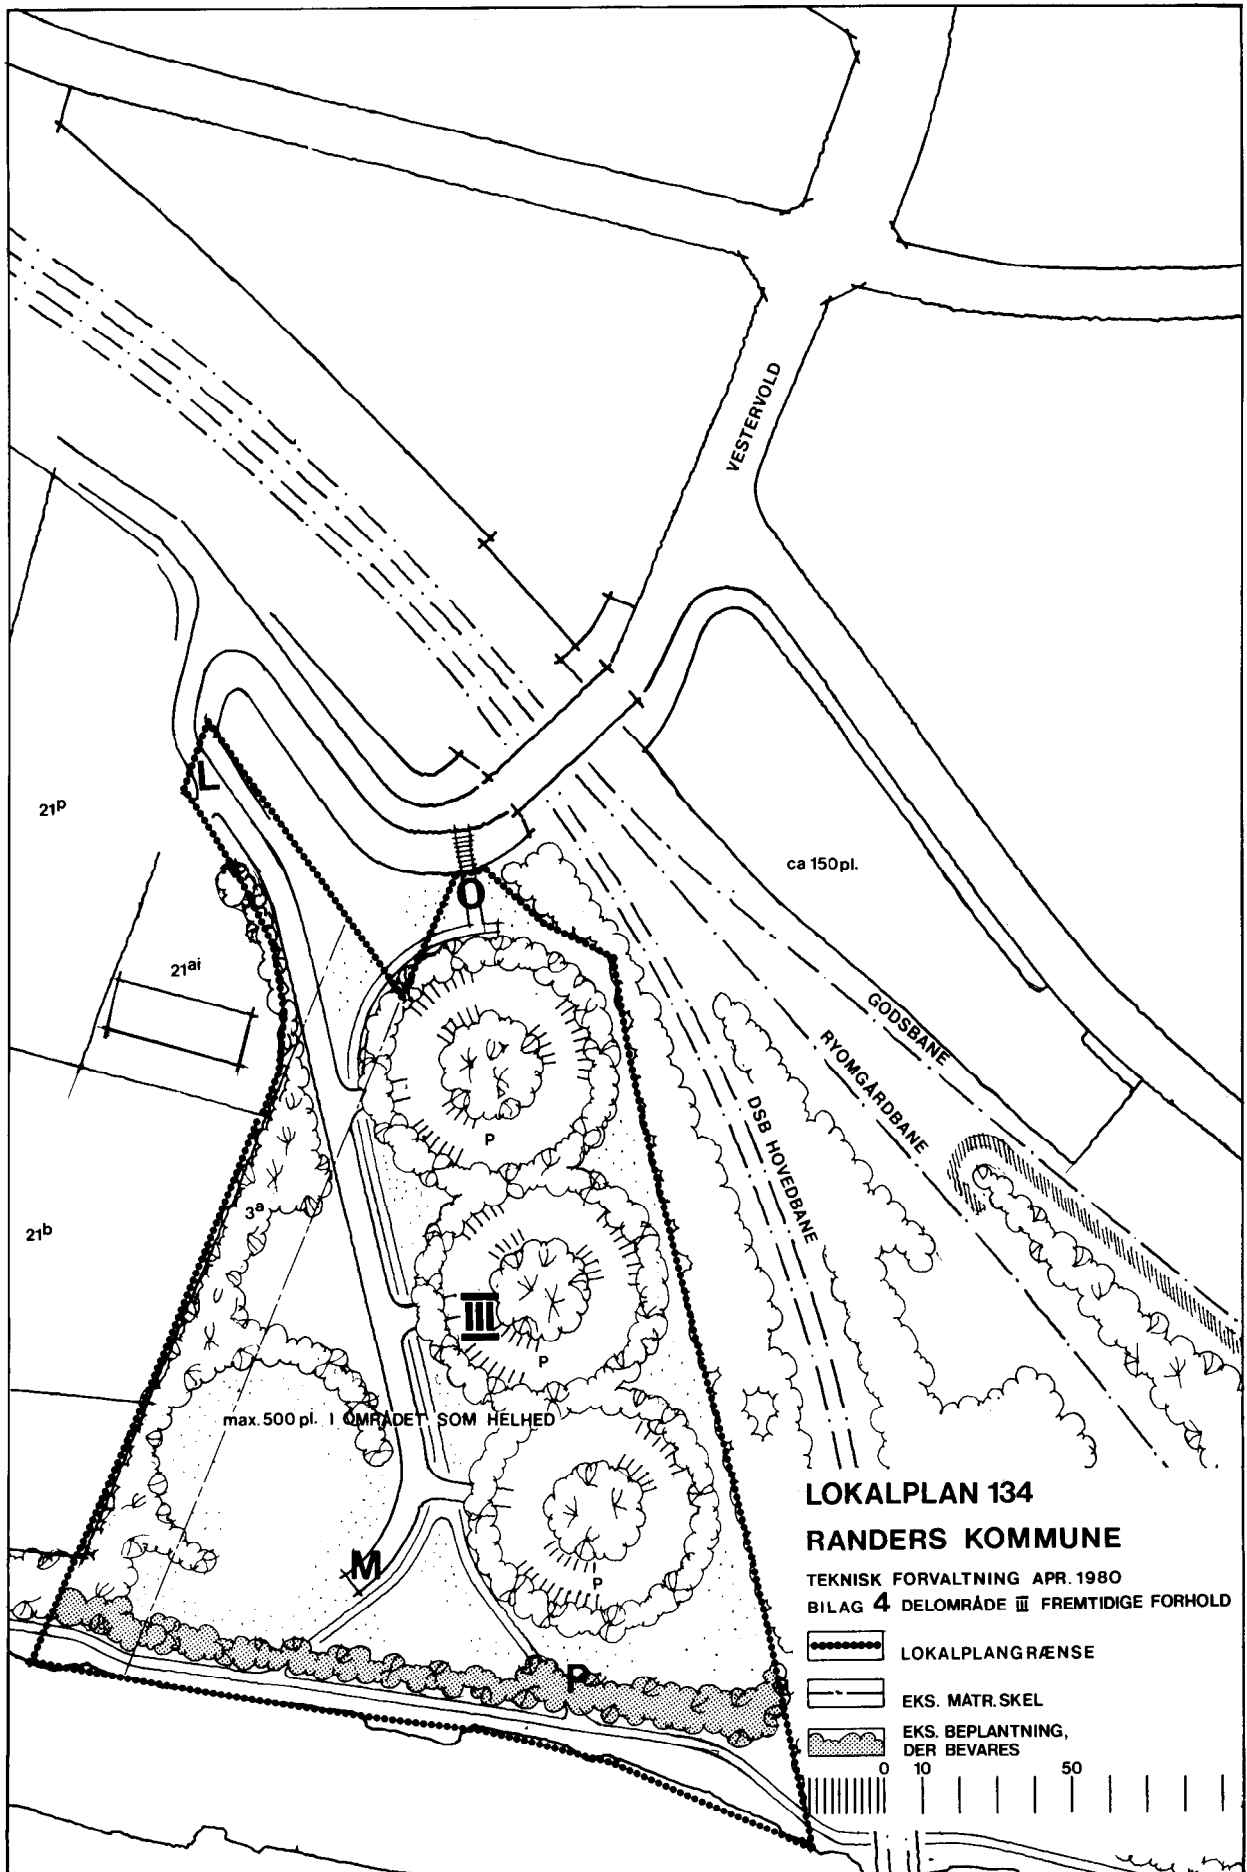 VESTERVOLD
L
21p
O
ca 150 pl.
21ai
GODSBANE
RYOMGÅRDBANE
DSB HOVEDBANE
P
3a
21b
III
P
max. 500 pl. I OMRÅDET SOM HELHED
LOKALPLAN 134
RANDERS KOMMUNE
M
P
TEKNISK FORVALTNING APR. 1980
BILAG 4 DELOMRÅDE III FREMTIDIGE FORHOLD
LOKALPLANGRÆNSE
P
EKS. MATR. SKEL
EKS. BEPLANTNING,
DER BEVARES
0 10 50